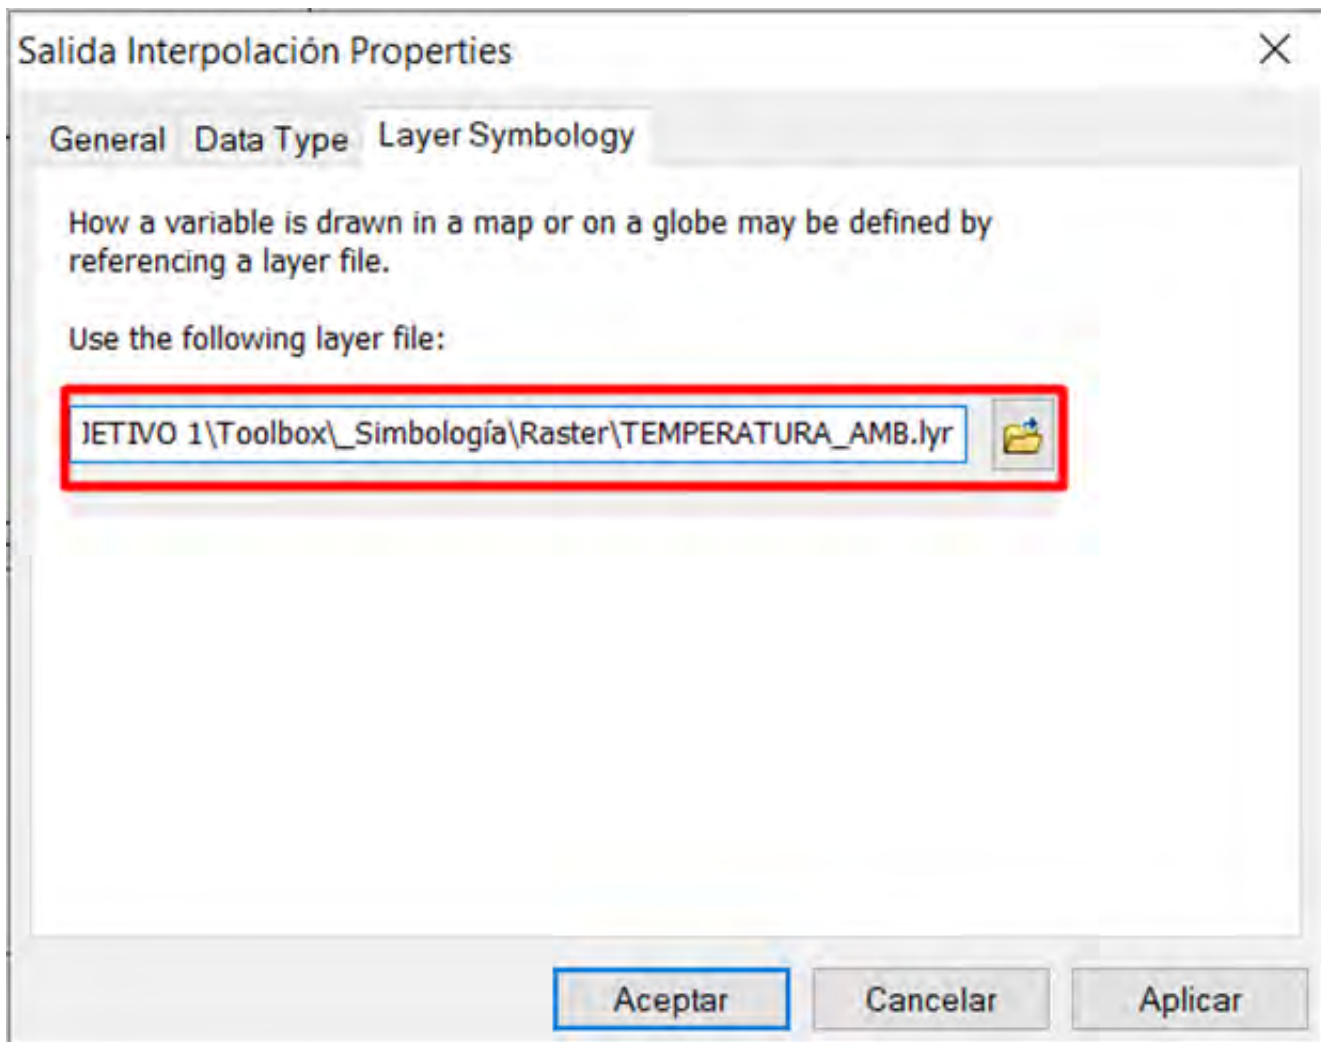 Salida Interpolación Properties
General Data Type Layer Symbology
How a variable is drawn in a map or on a globe may be defined by
referencing a layer file.
Use the following layer file:
JETIVO 1\Toolbox\_Simbología\Raster\TEMPERATURA_AMB.lyr
Aceptar Cancelar Aplicar